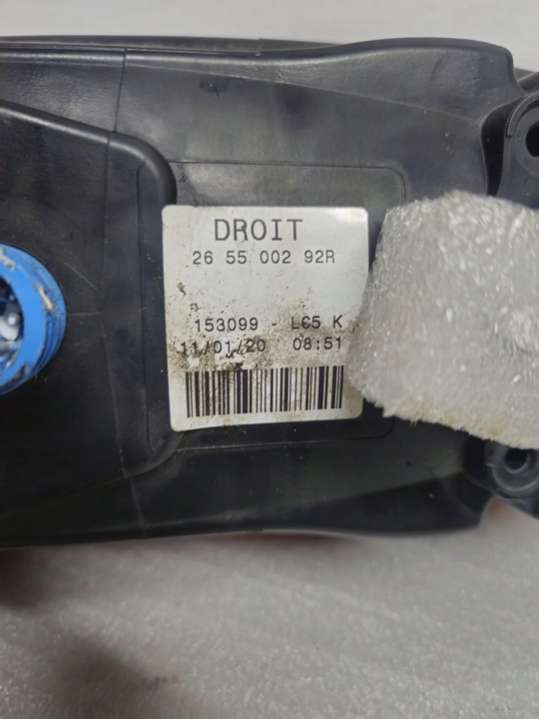 DROIT
26 55 002 92R
153099 - LC5 K
11/01/20 08:51